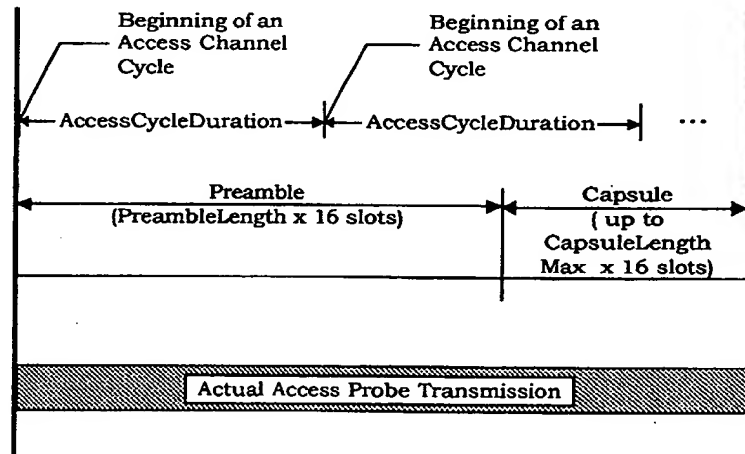 Beginning of an
Access Channel
Cycle
Beginning of an
Access Channel
Cycle
AccessCycleDuration
AccessCycleDuration
...
Preamble
(PreambleLength x 16 slots)
Capsule
( up to
CapsuleLength
Max x 16 slots)
Actual Access Probe Transmission